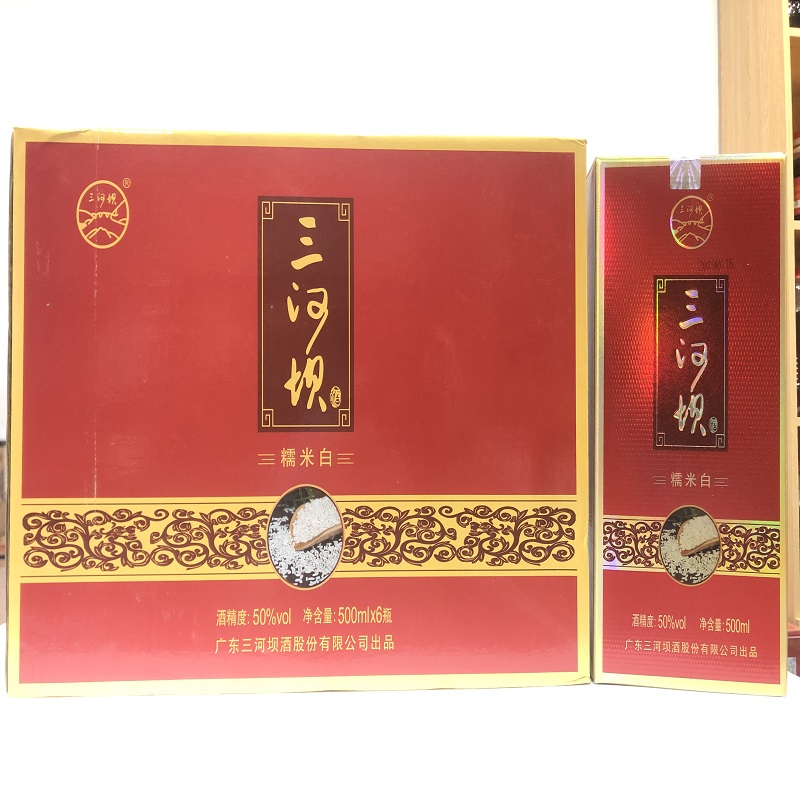 三河坝
®
三河坝
糯米白
酒精度: 50%vol 净含量: 500mlx6瓶
广东三河坝酒股份有限公司出品
三河坝
®
三河坝
糯米白
酒精度: 50%vol 净含量: 500ml
广东三河坝酒股份有限公司出品